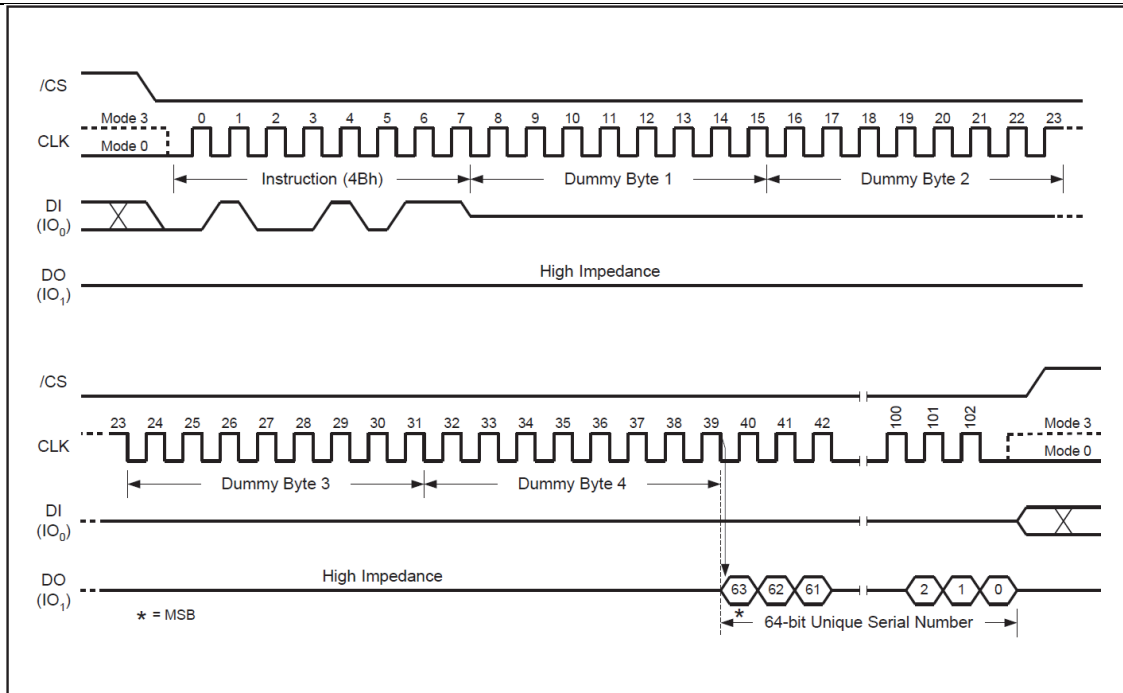 /CS
Mode 3 0 1 2 3 4 5 6 7 8 9 10 11 12 13 14 15 16 17 18 19 20 21 22 23
CLK
Mode 0
Instruction (4Bh) Dummy Byte 1 Dummy Byte 2
DI
(IO0)
High Impedance
DO
(IO1)
/CS
23 24 25 26 27 28 29 30 31 32 33 34 35 36 37 38 39 40 41 42 100 101 102 Mode 3
CLK
Mode 0
Dummy Byte 3 Dummy Byte 4
DI
(IO0)
High Impedance
DO
(IO1)
63 62 61 2 1 0
* = MSB
*
64-bit Unique Serial Number